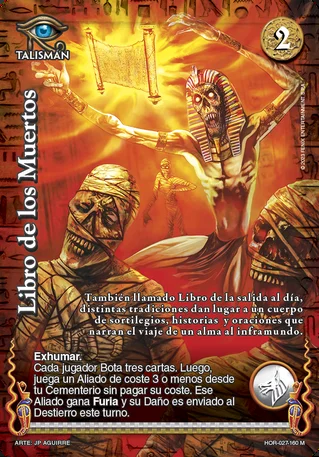 TALISMÁN
2
Libro de los Muertos
También llamado Libro de la salida al día,
distintas tradiciones dan lugar a un cuerpo
de sortilegios, historias y oraciones que
narran el viaje de un alma al inframundo.
Exhumar.
Cada jugador Bota tres cartas. Luego,
juega un Aliado de coste 3 o menos desde
tu Cementerio sin pagar su coste. Ese
Aliado gana Furia y su Daño es enviado al
Destierro este turno.
ARTE: JP. AGUIRRE
HOR-027-160 M